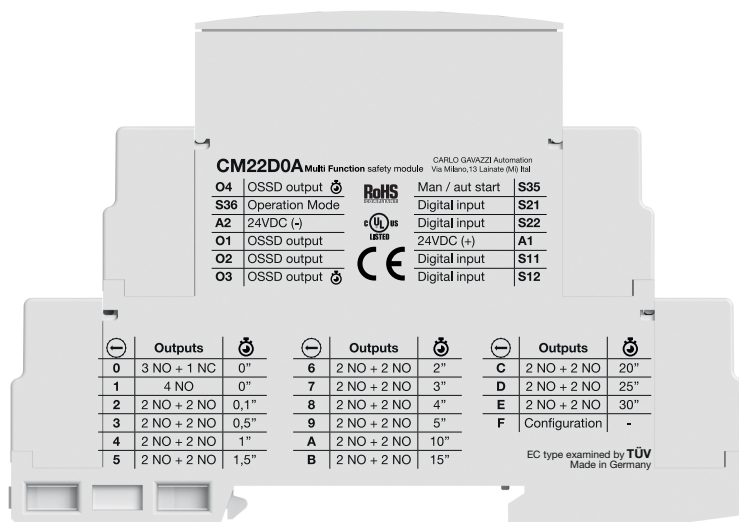 CM22D0A Multi Function safety module
CARLO GAVAZZI Automation
Via Milano,13 Lainate (Mi) Ital
O4 OSSD output
S36 Operation Mode
A2 24VDC (-)
O1 OSSD output
O2 OSSD output
O3 OSSD output
RoHS
COMPLIANT
C UL US
LISTED
CE
Man / aut start S35
Digital input S21
Digital input S22
24VDC (+) A1
Digital input S11
Digital input S12
Outputs
0 3 NO + 1 NC 0”
1 4 NO 0”
2 2 NO + 2 NO 0,1”
3 2 NO + 2 NO 0,5”
4 2 NO + 2 NO 1”
5 2 NO + 2 NO 1,5”
Outputs
6 2 NO + 2 NO 2”
7 2 NO + 2 NO 3”
8 2 NO + 2 NO 4”
9 2 NO + 2 NO 5”
A 2 NO + 2 NO 10”
B 2 NO + 2 NO 15”
Outputs
C 2 NO + 2 NO 20”
D 2 NO + 2 NO 25”
E 2 NO + 2 NO 30”
F Configuration -
EC type examined by TÜV
Made in Germany